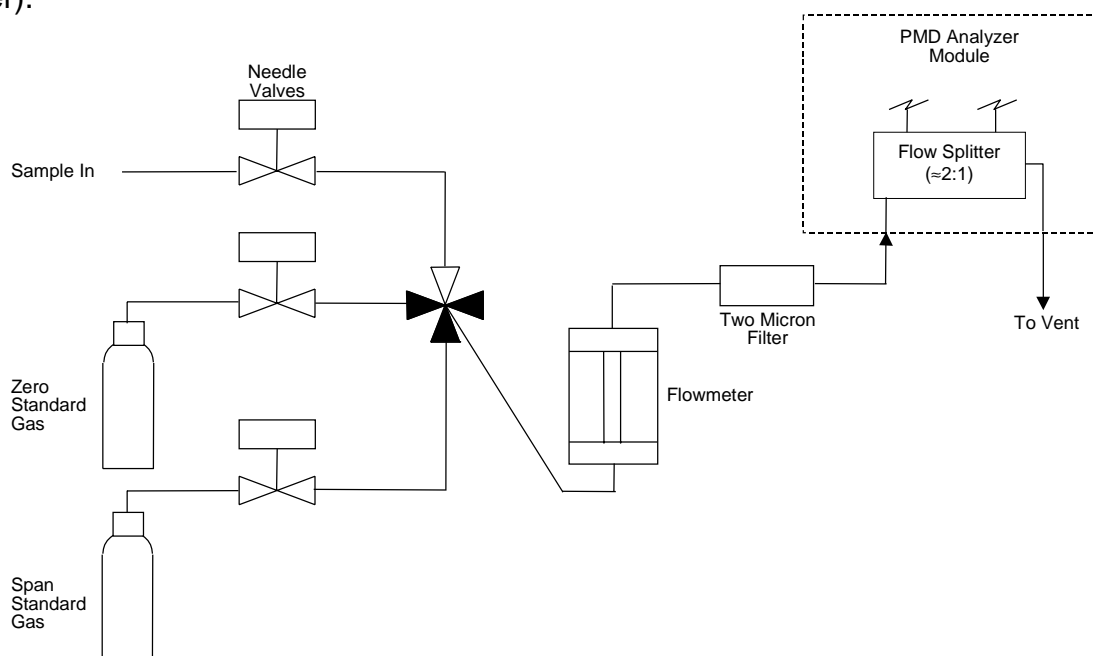 er).
PMD Analyzer
Module
Needle
Valves
Flow Splitter
(≈2:1)
Sample In
To Vent
Two Micron
Filter
Zero
Standard
Gas
Flowmeter
Span
Standard
Gas